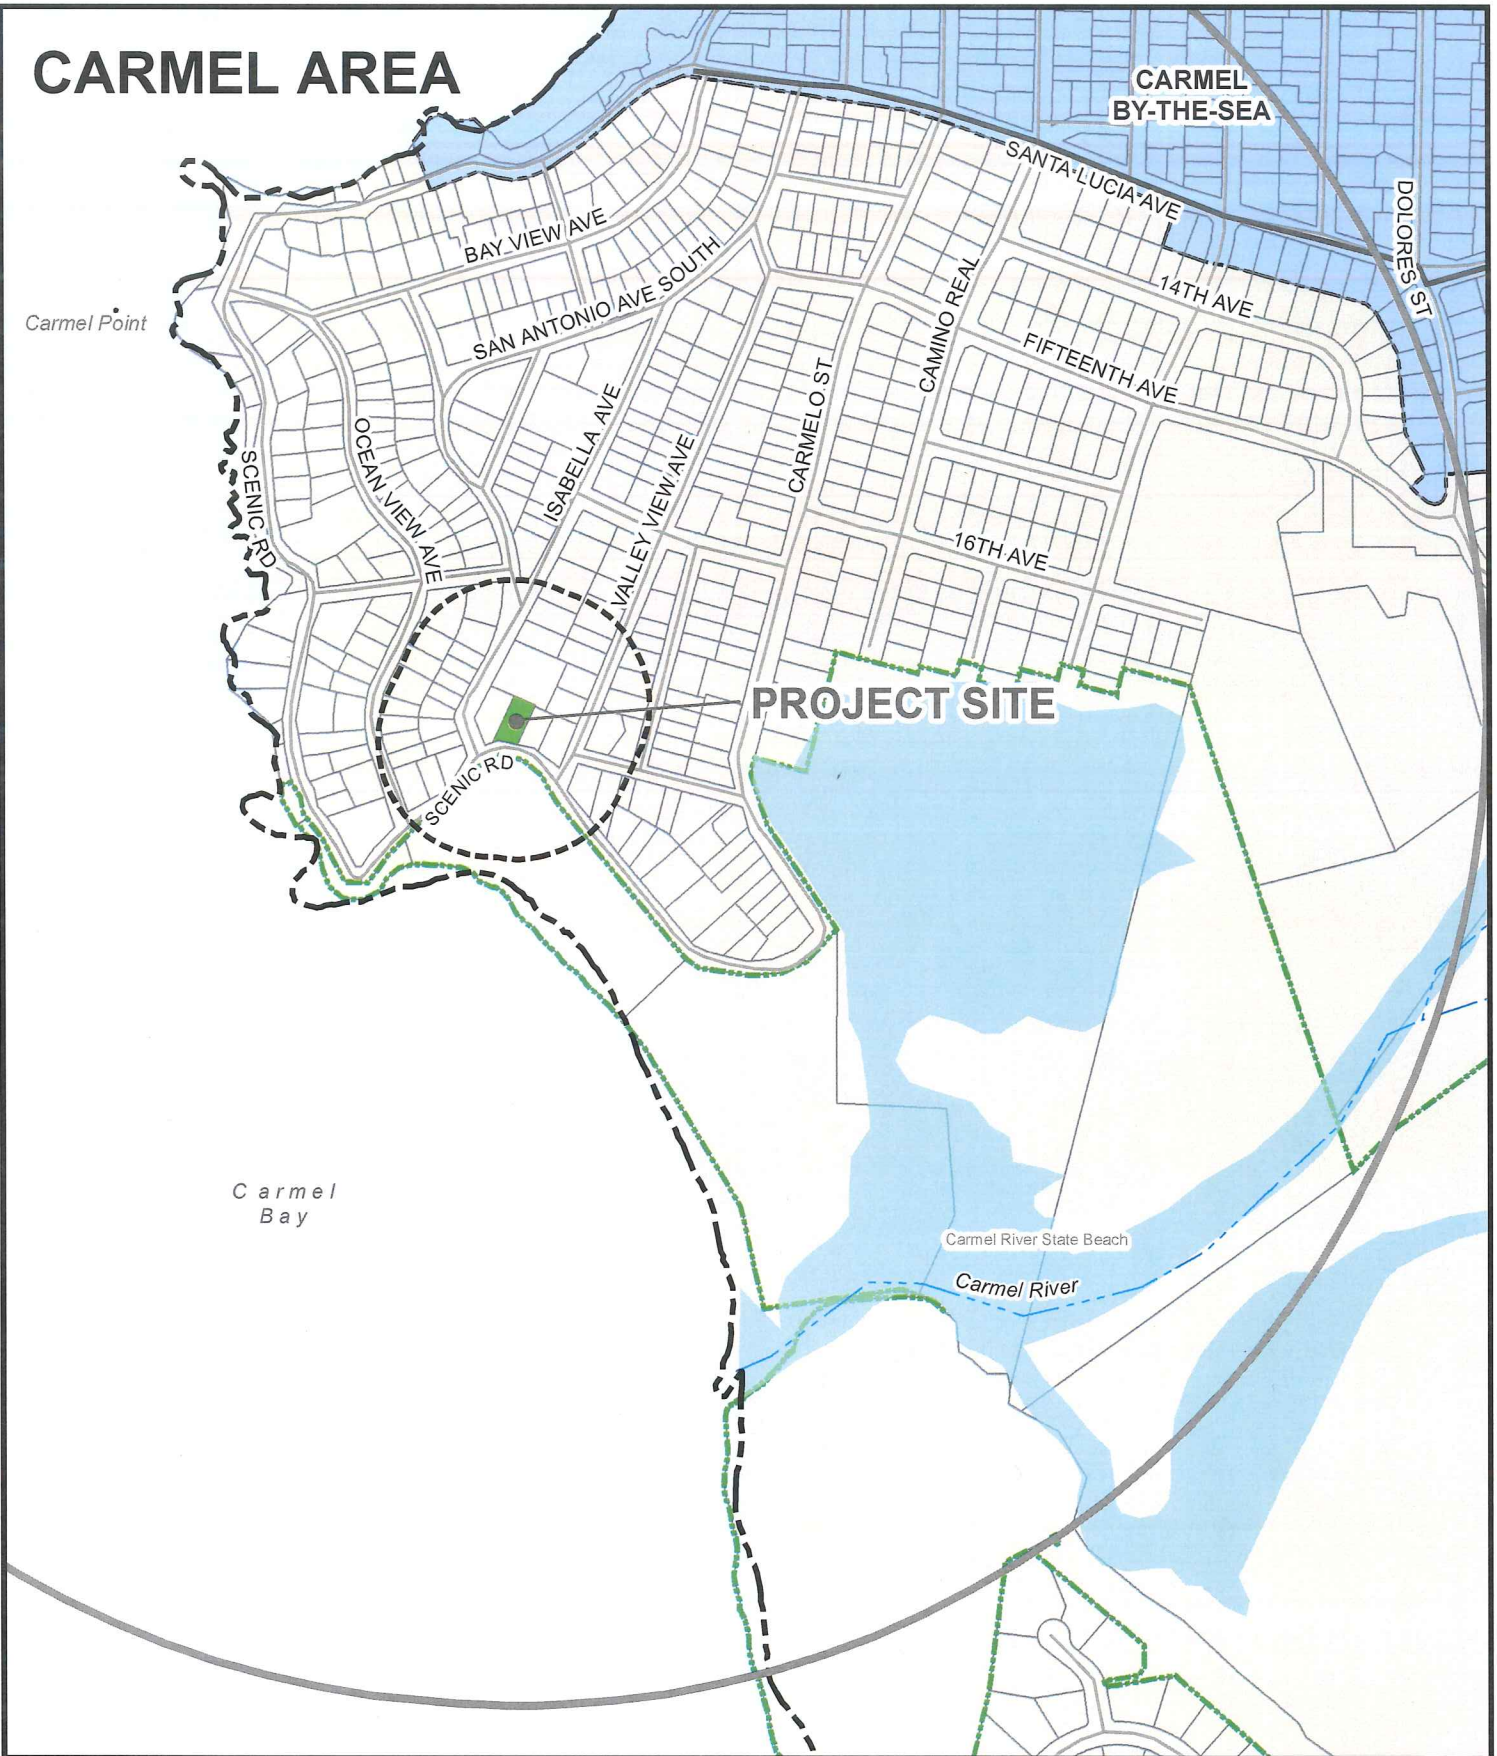 CARMEL AREA
CARMEL
BY-THE-SEA
SANTA LUCIA AVE
DOLORES ST
BAY VIEW AVE
SAN ANTONIO AVE SOUTH
14TH AVE
CAMINO REAL
FIFTEENTH AVE
Carmel Point
CARMELO ST
ISABELLA AVE
OCEAN VIEW AVE
VALLEY VIEW AVE
SCENIC RD
16TH AVE
PROJECT SITE
SCENIC RD
Carmel
Bay
Carmel River State Beach
Carmel River